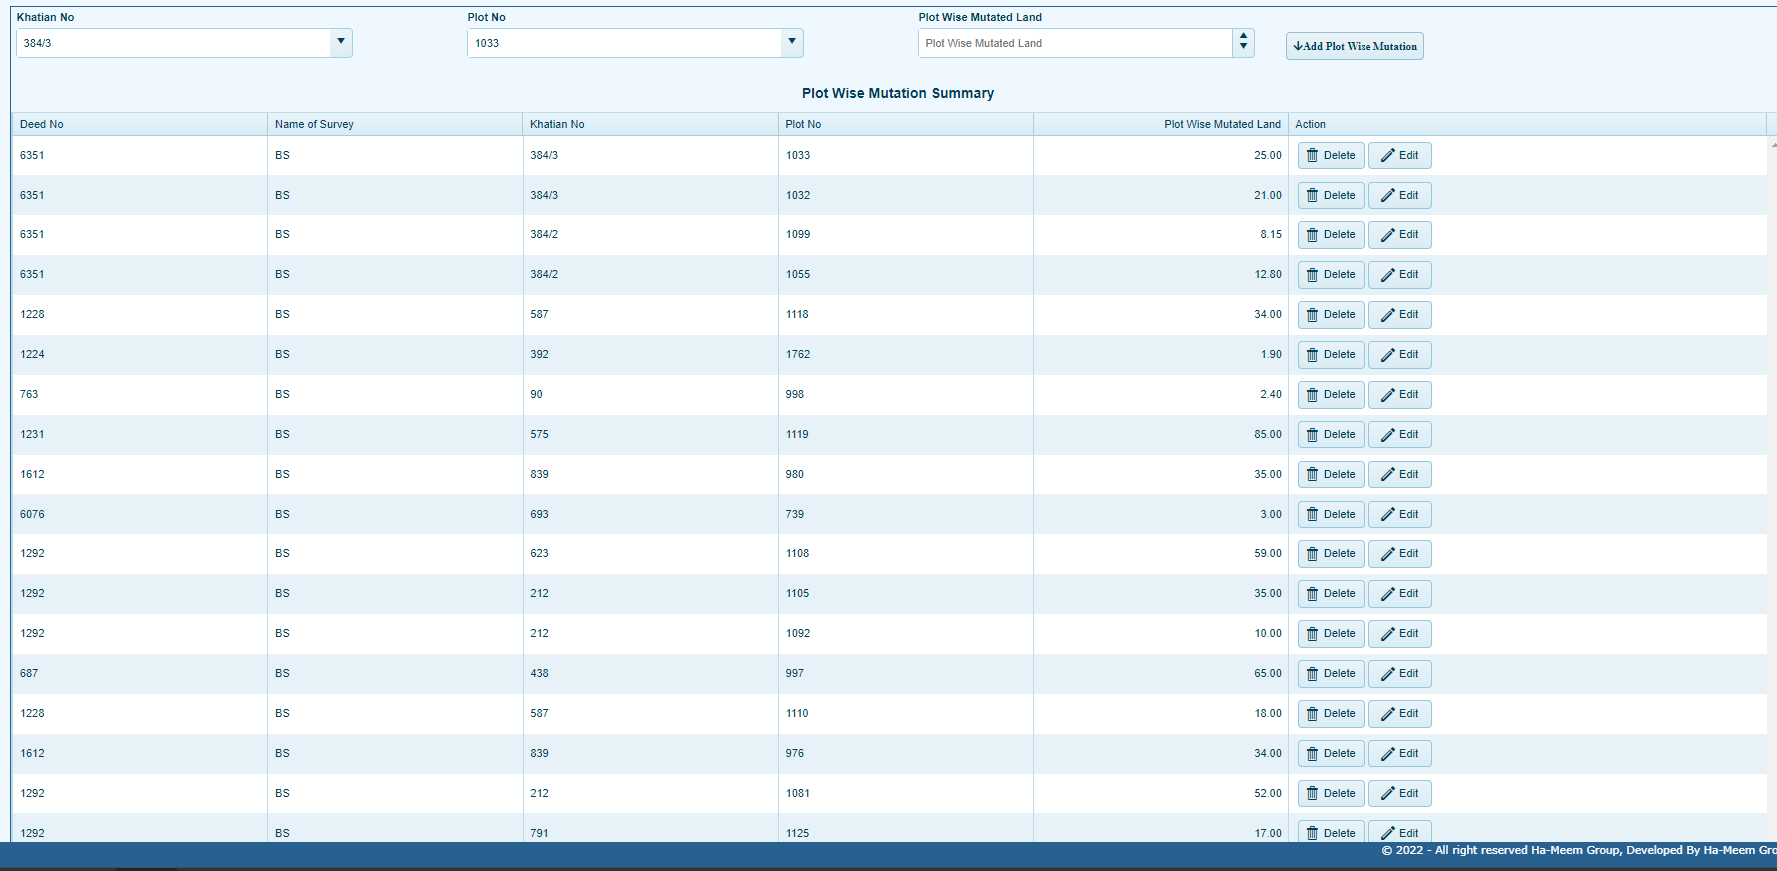 Khatian No Plot No Plot Wise Mutated Land
384/3 1033 Plot Wise Mutated Land Add Plot Wise Mutation
Plot Wise Mutation Summary
Deed No Name of Survey Khatian No Plot No Plot Wise Mutated Land Action
6351 BS 384/3 1033 25.00 Delete Edit
6351 BS 384/3 1032 21.00 Delete Edit
6351 BS 384/2 1099 8.15 Delete Edit
6351 BS 384/2 1055 12.80 Delete Edit
1228 BS 587 1118 34.00 Delete Edit
1224 BS 392 1762 1.90 Delete Edit
763 BS 90 998 2.40 Delete Edit
1231 BS 575 1119 85.00 Delete Edit
1612 BS 839 980 35.00 Delete Edit
6076 BS 693 739 3.00 Delete Edit
1292 BS 623 1108 59.00 Delete Edit
1292 BS 212 1105 35.00 Delete Edit
1292 BS 212 1092 10.00 Delete Edit
687 BS 438 997 65.00 Delete Edit
1228 BS 587 1110 18.00 Delete Edit
1612 BS 839 976 34.00 Delete Edit
1292 BS 212 1081 52.00 Delete Edit
1292 BS 791 1125 17.00 Delete Edit
© 2022 - All right reserved Ha-Meem Group, Developed By Ha-Meem Gro